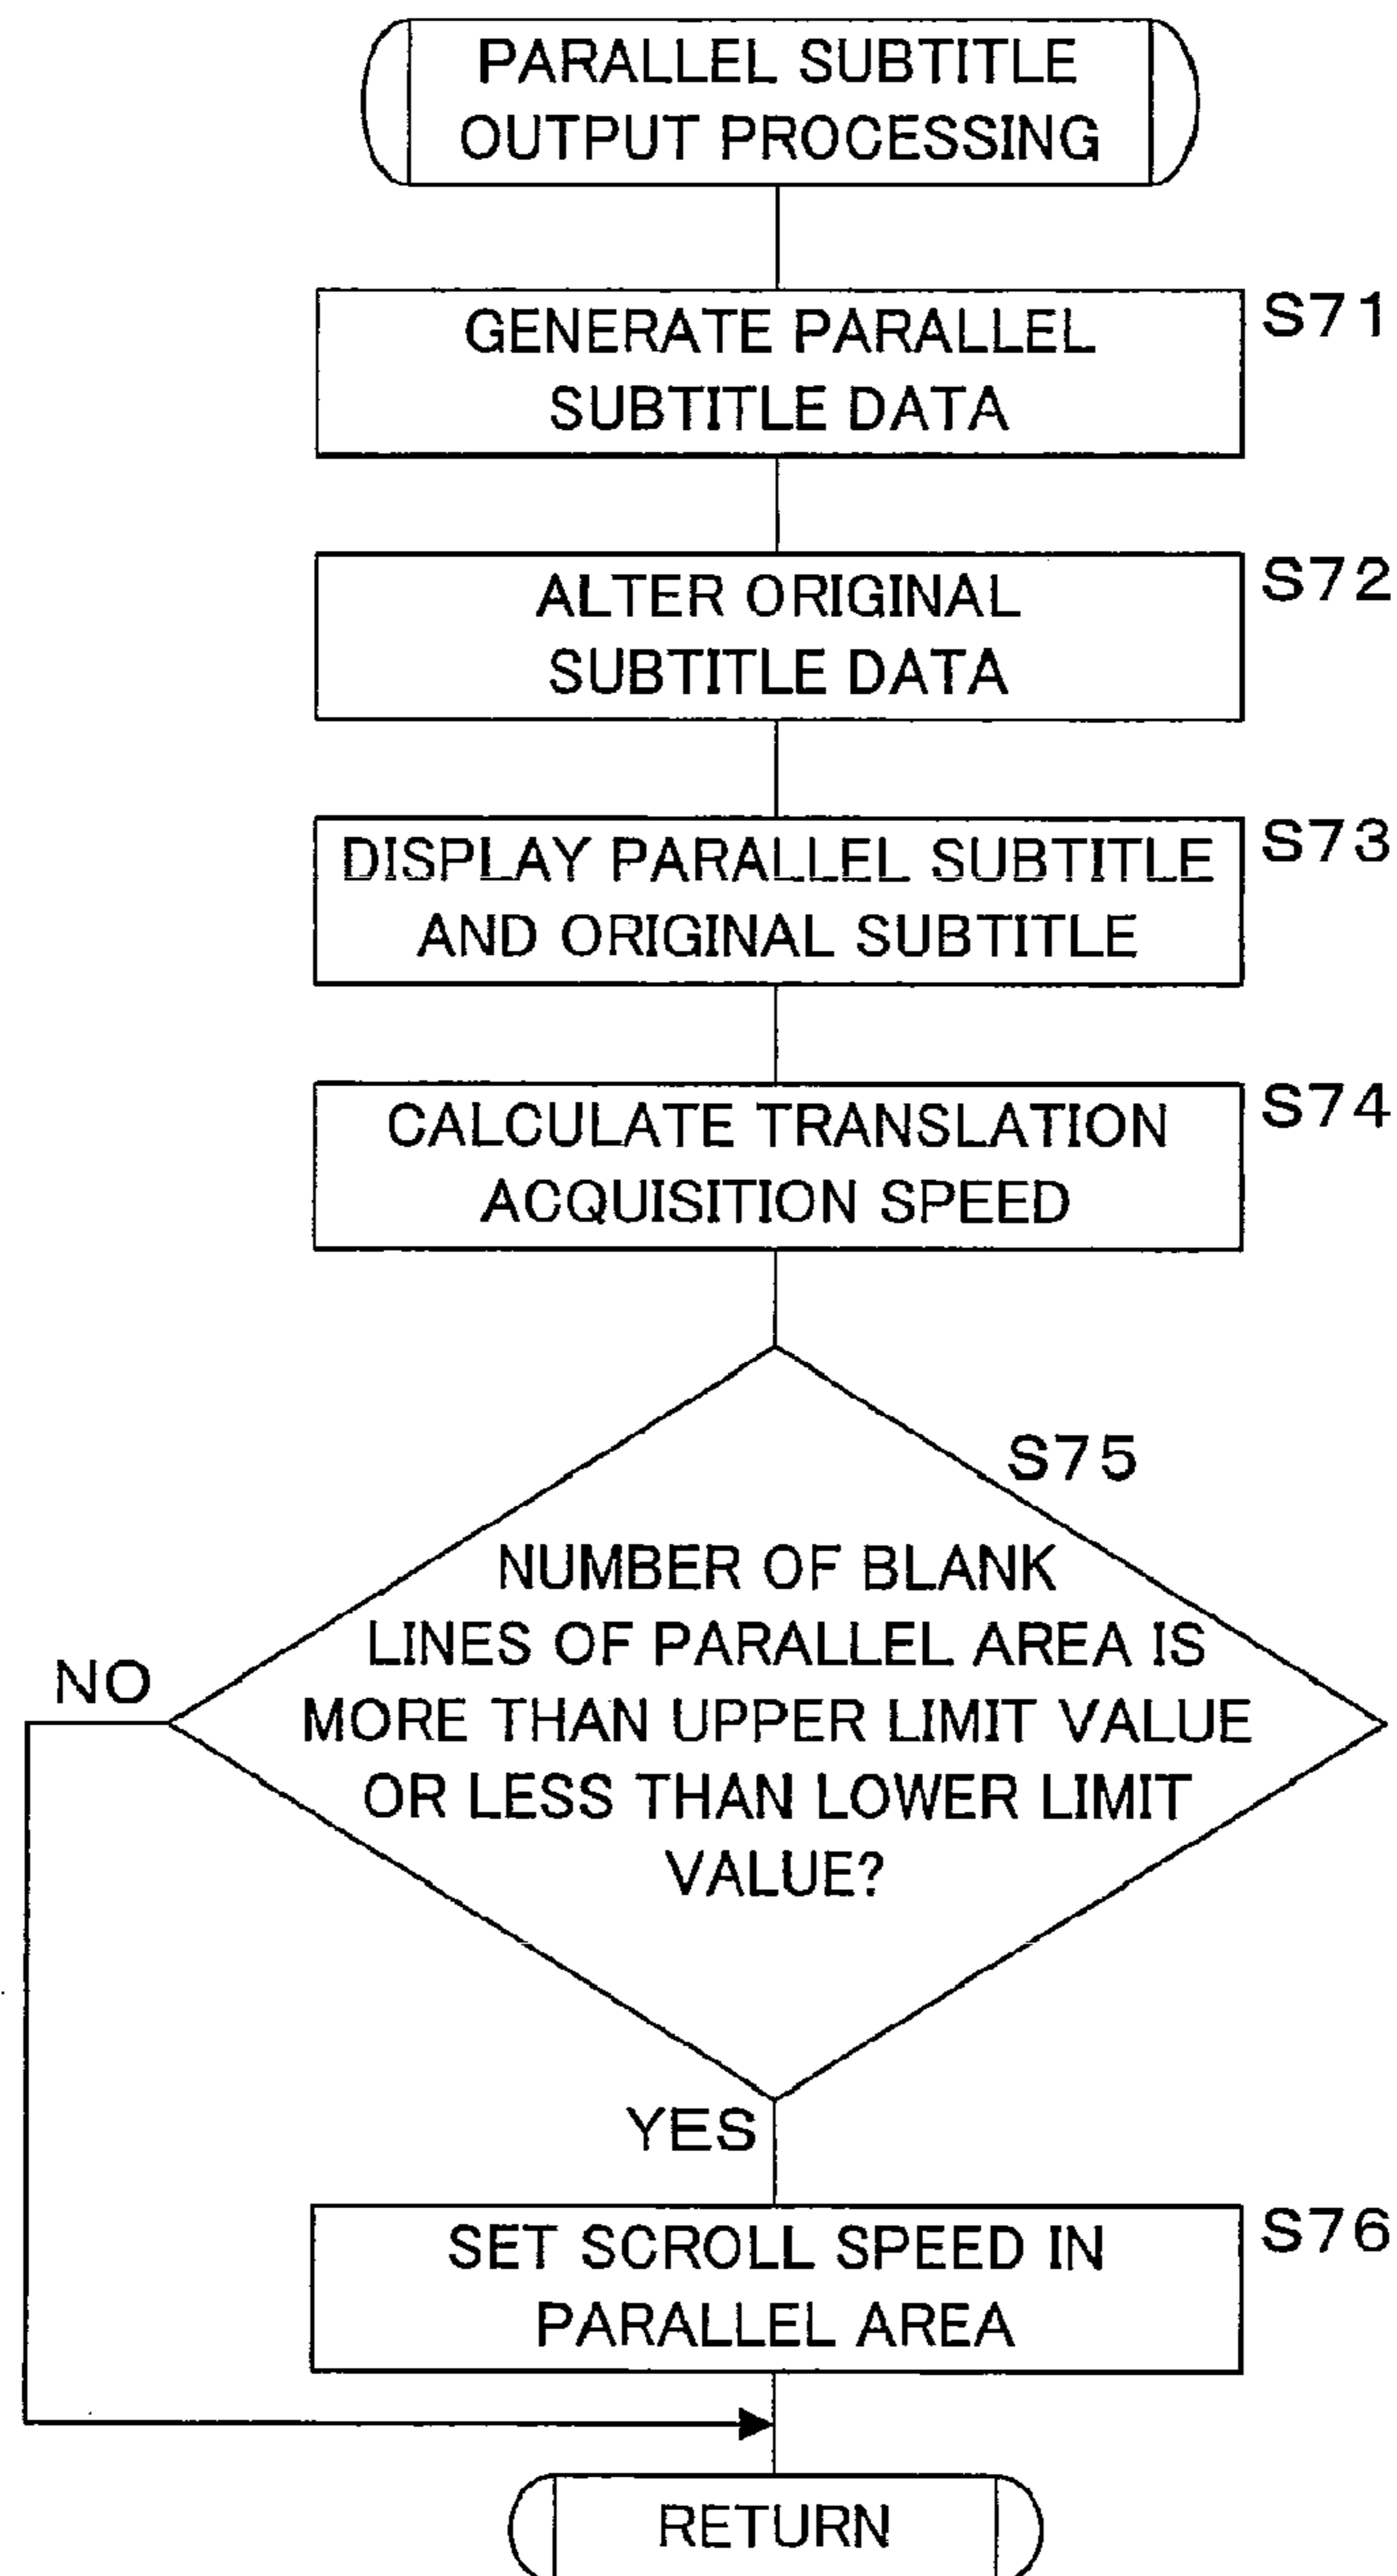 PARALLEL SUBTITLE
OUTPUT PROCESSING
S71
GENERATE PARALLEL
SUBTITLE DATA
S72
ALTER ORIGINAL
SUBTITLE DATA
S73
DISPLAY PARALLEL SUBTITLE
AND ORIGINAL SUBTITLE
S74
CALCULATE TRANSLATION
ACQUISITION SPEED
S75
NUMBER OF BLANK
LINES OF PARALLEL AREA IS
MORE THAN UPPER LIMIT VALUE
OR LESS THAN LOWER LIMIT
VALUE?
NO
YES
S76
SET SCROLL SPEED IN
PARALLEL AREA
RETURN